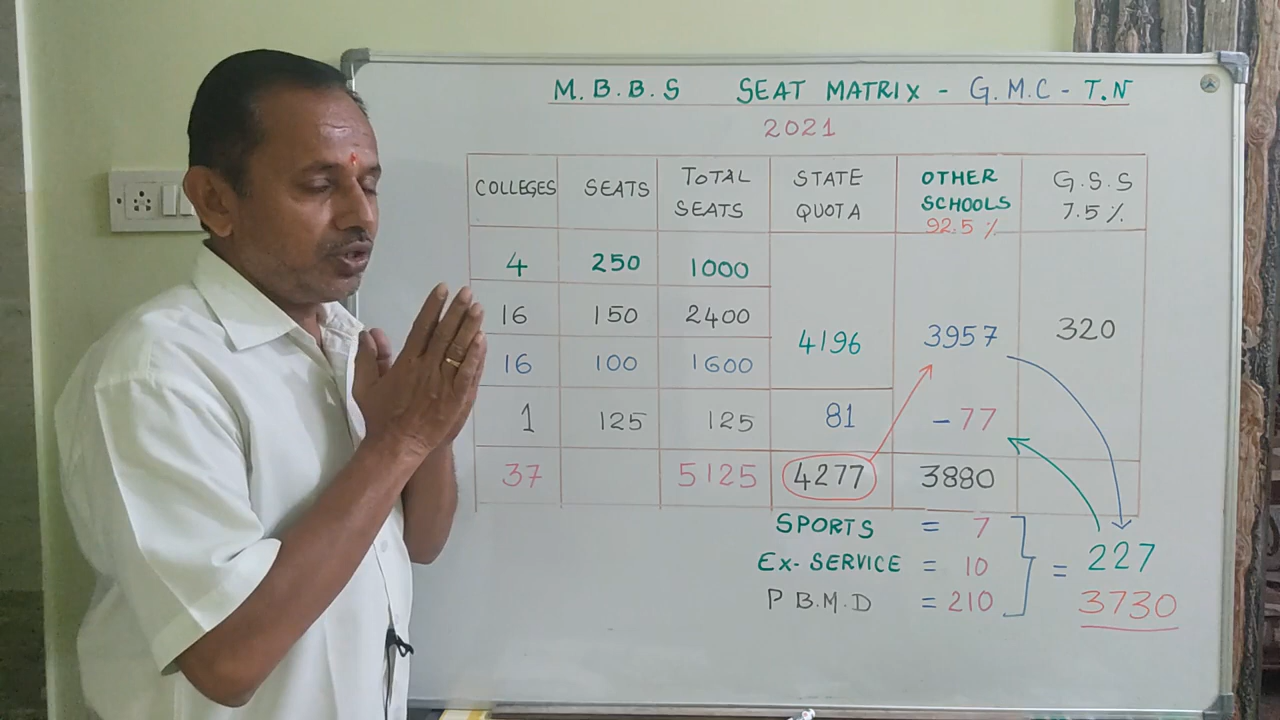 M.B.B.S SEAT MATRIX - G.M.C - T.N
2021
COLLEGES SEATS TOTAL SEATS STATE QUOTA OTHER SCHOOLS 92.5 % G.S.S 7.5 %
4 250 1000
16 150 2400
4196 3957 320
16 100 1600
1 125 125 81 -77
37 5125 4277 3880
SPORTS = 7
EX-SERVICE = 10 = 227
P B.M.D = 210 3730